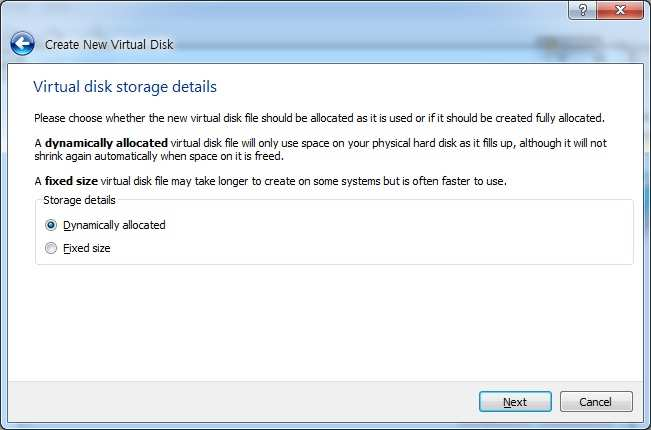 ?
Create New Virtual Disk
Virtual disk storage details
Please choose whether the new virtual disk file should be allocated as it is used or if it should be created fully allocated.
A dynamically allocated virtual disk file will only use space on your physical hard disk as it fills up, although it will not
shrink again automatically when space on it is freed.
A fixed size virtual disk file may take longer to create on some systems but is often faster to use.
Storage details
Dynamically allocated
Fixed size
Next
Cancel